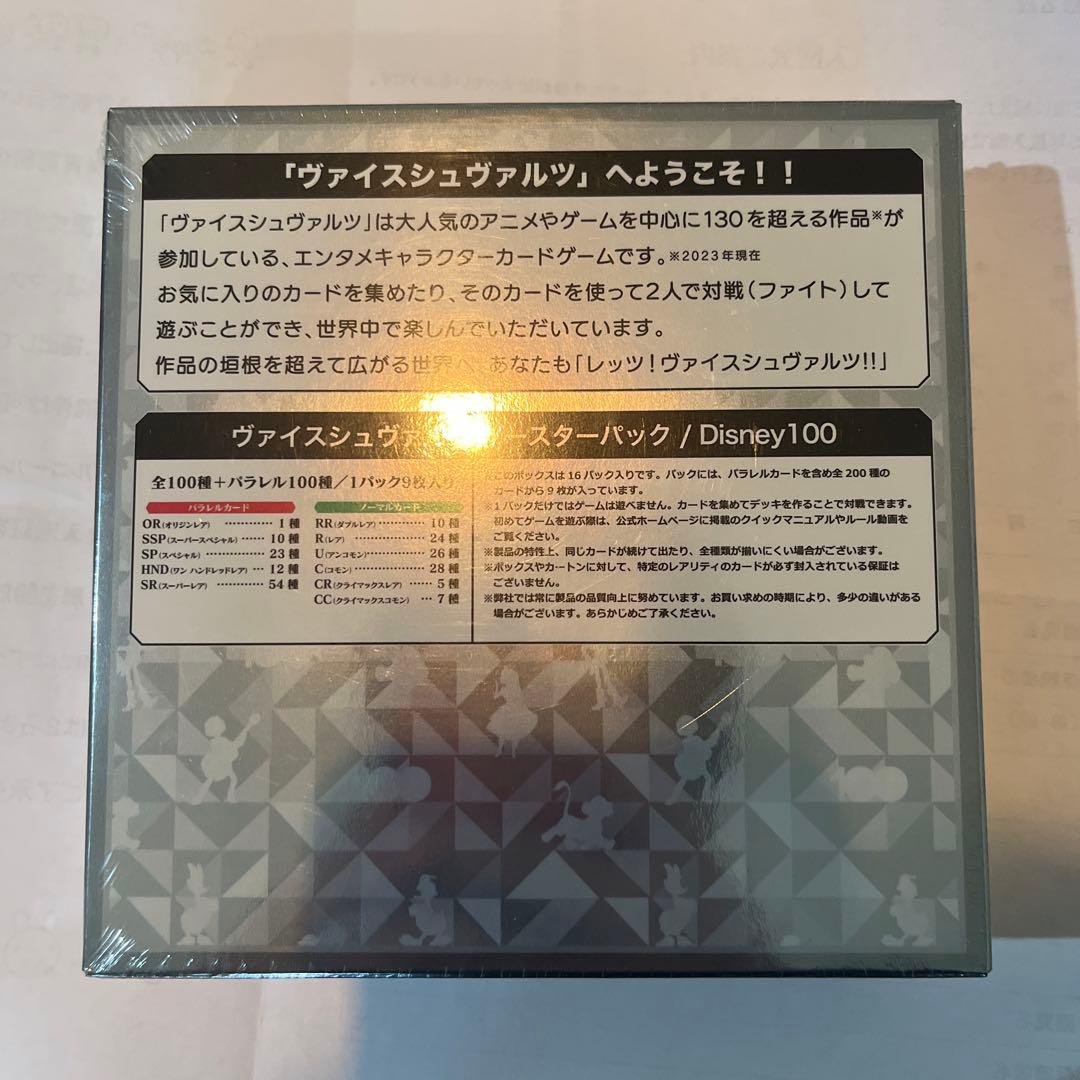 「ヴァイスシュヴァルツ」へようこそ！！
「ヴァイスシュヴァルツ」は大人気のアニメやゲームを中心に130を超える作品※が
参加している、エンタメキャラクターカードゲームです。※2023年現在
お気に入りのカードを集めたり、そのカードを使って2人で対戦（ファイト）して
遊ぶことができ、世界中で楽しんでいただいています。
作品の垣根を超えて広がる世界へ、あなたも「レッツ！ヴァイスシュヴァルツ!!」
ヴァイスシュヴァ ースターパック / Disney100
全100種＋パラレル100種／1パック9枚入り
パラレルカード
OR（オリジンレア） 1種
SSP（スーパースペシャル） 10種
SP（スペシャル） 23種
HND（ワン ハンドレッドレア） 12種
SR（スーパーレア） 54種
ノーマルカード
RR（ダブルレア） 10種
R（レア） 24種
U（アンコモン） 26種
C（コモン） 28種
CR（クライマックスレア） 5種
CC（クライマックスコモン） 7種
※このボックスは16パック入りです。パックには、パラレルカードを含め全200種の
カードから9枚が入っています。
※1パックだけではゲームは遊べません。カードを集めてデッキを作ることで対戦できます。
初めてゲームを遊ぶ際は、公式ホームページに掲載のクイックマニュアルやルール動画を
ご覧ください。
※製品の特性上、同じカードが続けて出たり、全種類が揃いにくい場合がございます。
※ボックスやカートンに対して、特定のレアリティのカードが必ず封入されている保証は
ございません。
※弊社では常に製品の品質向上に努めています。お買い求めの時期により、多少の違いがある
場合がございます。あらかじめご了承ください。